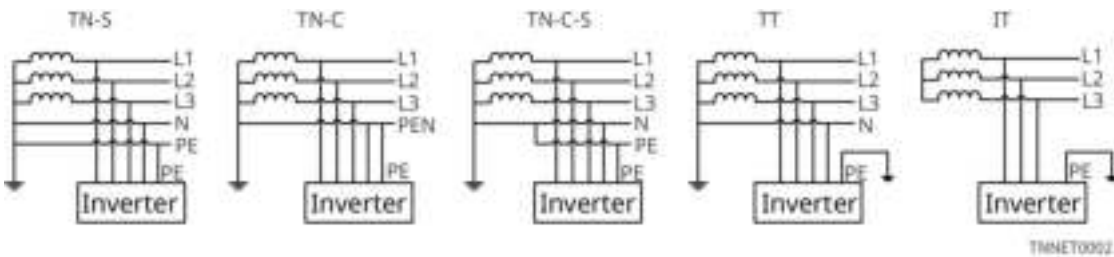 TN-S TN-C TN-C-S TT IT
L1 L1 L1 L1 L1
L2 L2 L2 L2 L2
L3 L3 L3 L3 L3
N PEN N N
PE PE
PE PE PE PE PE
Inverter Inverter Inverter Inverter Inverter
TNNET0002